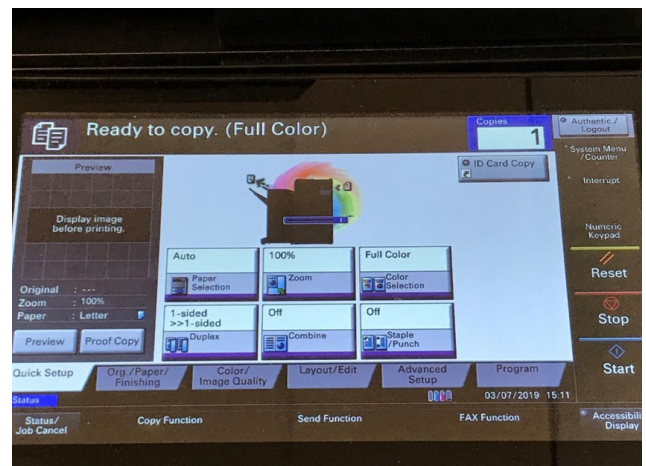 Ready to copy. (Full Color)
Copies
1
Authentic./
Logout
System Menu
/Counter
Interrupt
Numeric
Keypad
Reset
Stop
Start
ID Card Copy
Preview
Display image
before printing.
Original : ---
Zoom : 100%
Paper : Letter
Preview
Proof Copy
Auto
Paper
Selection
100%
Zoom
Full Color
Color
Selection
1-sided
>>1-sided
Duplex
Off
Combine
Off
Staple
/Punch
Quick Setup
Org./Paper/
Finishing
Color/
Image Quality
Layout/Edit
Advanced
Setup
Program
Status
03/07/2019 15:11
Status/
Job Cancel
Copy Function
Send Function
FAX Function
Accessibili
Display